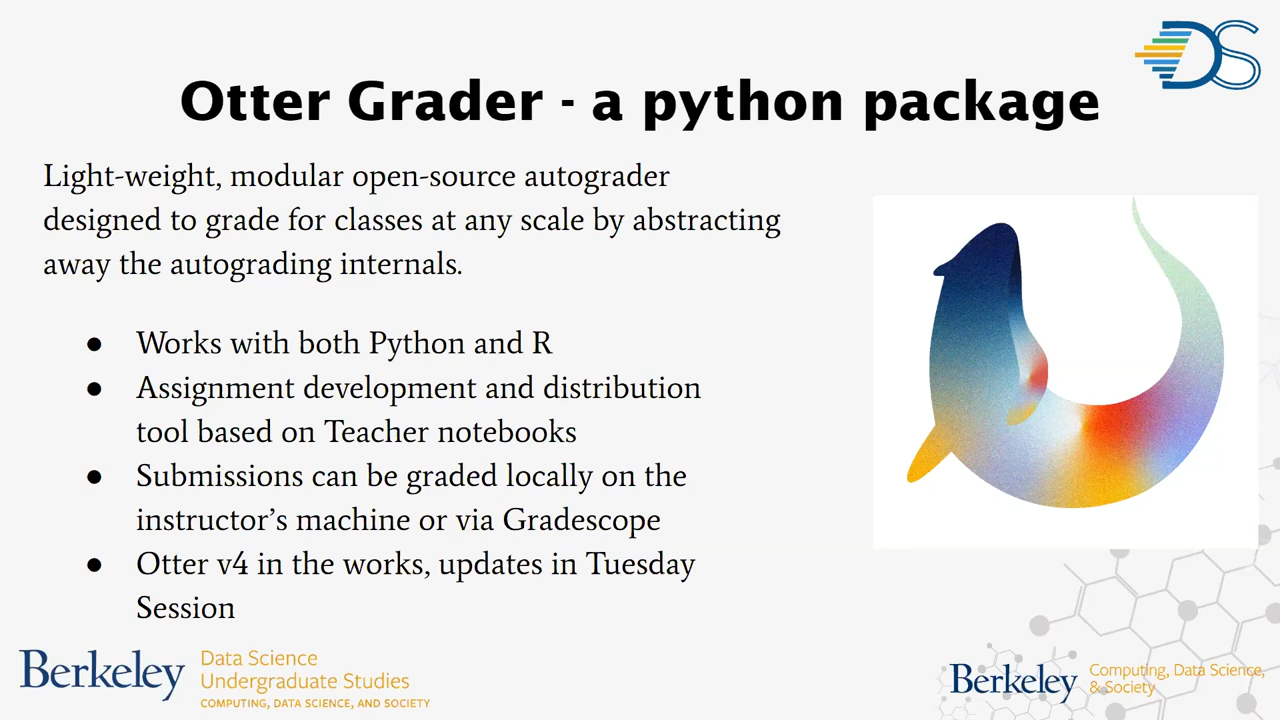 DS
Otter Grader - a python package
Light-weight, modular open-source autograder
designed to grade for classes at any scale by abstracting
away the autograding internals.
● Works with both Python and R
● Assignment development and distribution
tool based on Teacher notebooks
● Submissions can be graded locally on the
instructor’s machine or via Gradescope
● Otter v4 in the works, updates in Tuesday
Session
Berkeley
Data Science
Undergraduate Studies
COMPUTING, DATA SCIENCE, AND SOCIETY
Berkeley
Computing, Data Science,
& Society